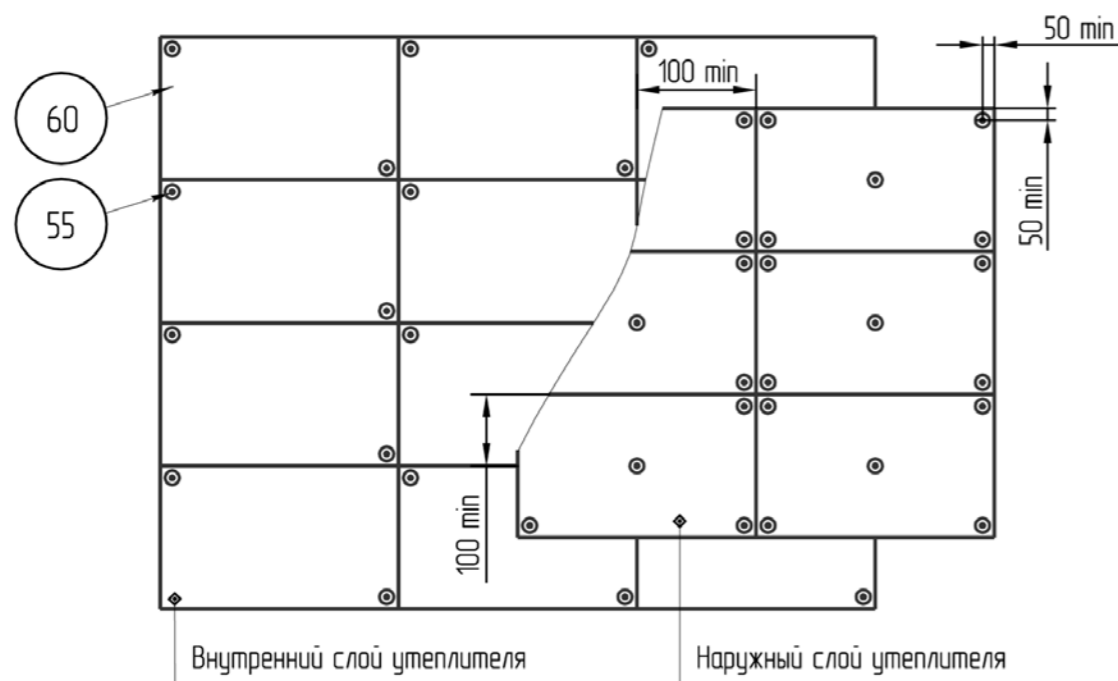 50 min
100 min
60
50 min
55
100 min
Внутренний слой утеплителя
Наружный слой утеплителя